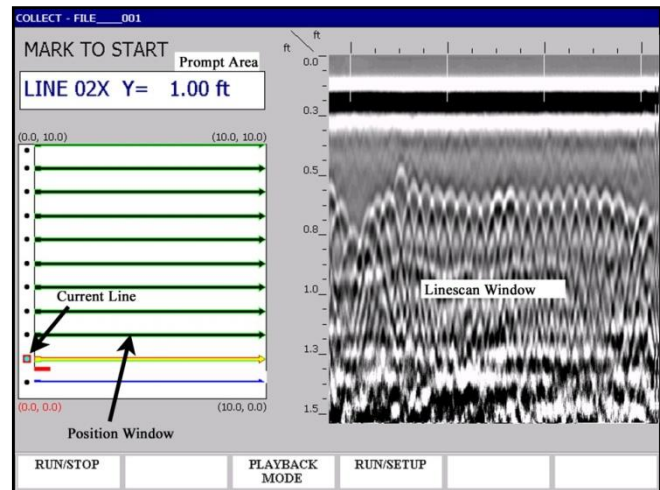 COLLECT - FILE____001
MARK TO START
Prompt Area
LINE 02X Y= 1.00 ft
(0.0, 10.0)
(10.0, 10.0)
Current Line
(0.0, 0.0)
(10.0, 0.0)
Position Window
ft
ft
0.0
0.3
0.5
0.8
1.0
1.3
1.5
Linescan Window
RUN/STOP
PLAYBACK
MODE
RUN/SETUP